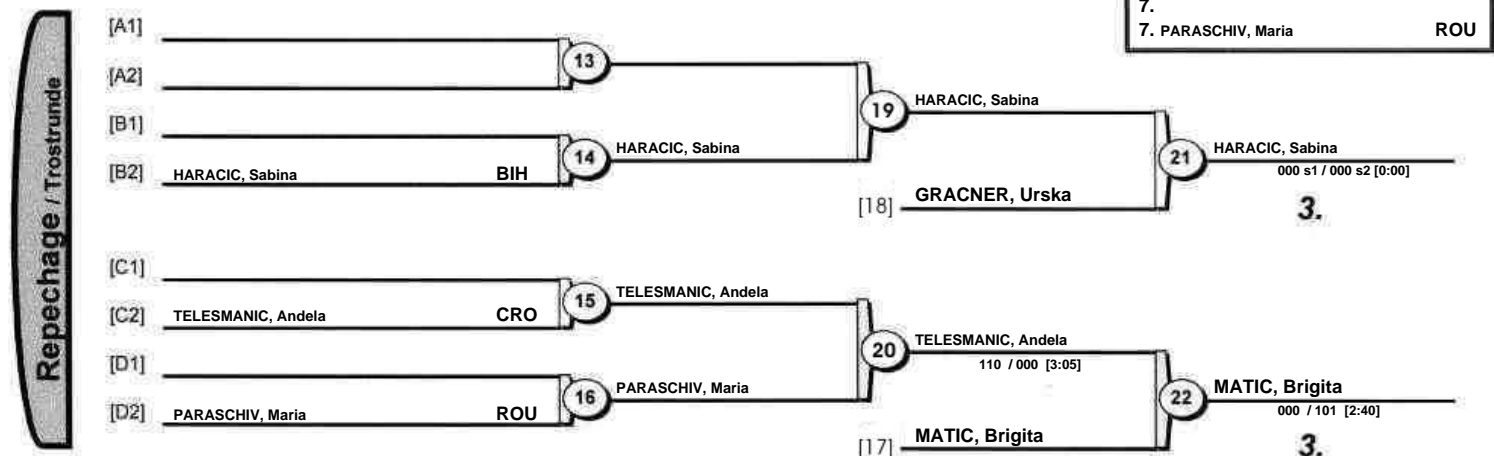 7.
7. PARASCHIV, Maria ROU
Repechage / Trostrunde
[A1]
13
[A2]
19 HARACIC, Sabina
[B1]
14 HARACIC, Sabina
21 HARACIC, Sabina
000 s1 / 000 s2 [0:00]
[B2] HARACIC, Sabina BIH
[18] GRACNER, Urska
3.
[C1]
15 TELESMANIC, Andela
[C2] TELESMANIC, Andela CRO
20 TELESMANIC, Andela
110 / 000 [3:05]
[D1]
16 PARASCHIV, Maria
22 MATIC, Brigita
000 / 101 [2:40]
[D2] PARASCHIV, Maria ROU
[17] MATIC, Brigita
3.